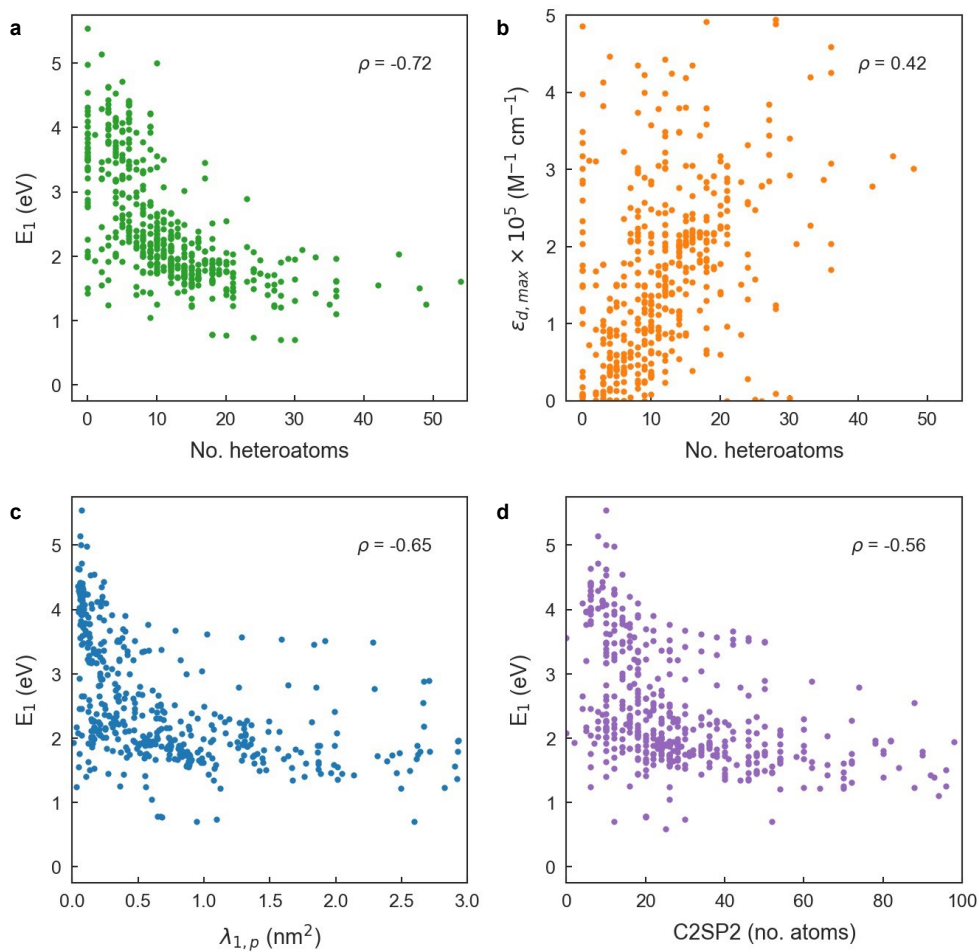 a
ρ = -0.72
E₁ (eV)
5
4
3
2
1
0
0 10 20 30 40 50
No. heteroatoms
b
ρ = 0.42
ε_{d,max} × 10⁵ (M⁻¹ cm⁻¹)
5
4
3
2
1
0
0 10 20 30 40 50
No. heteroatoms
c
ρ = -0.65
E₁ (eV)
5
4
3
2
1
0
0.0 0.5 1.0 1.5 2.0 2.5 3.0
λ_{1,p} (nm²)
d
ρ = -0.56
E₁ (eV)
5
4
3
2
1
0
0 20 40 60 80 100
C2SP2 (no. atoms)